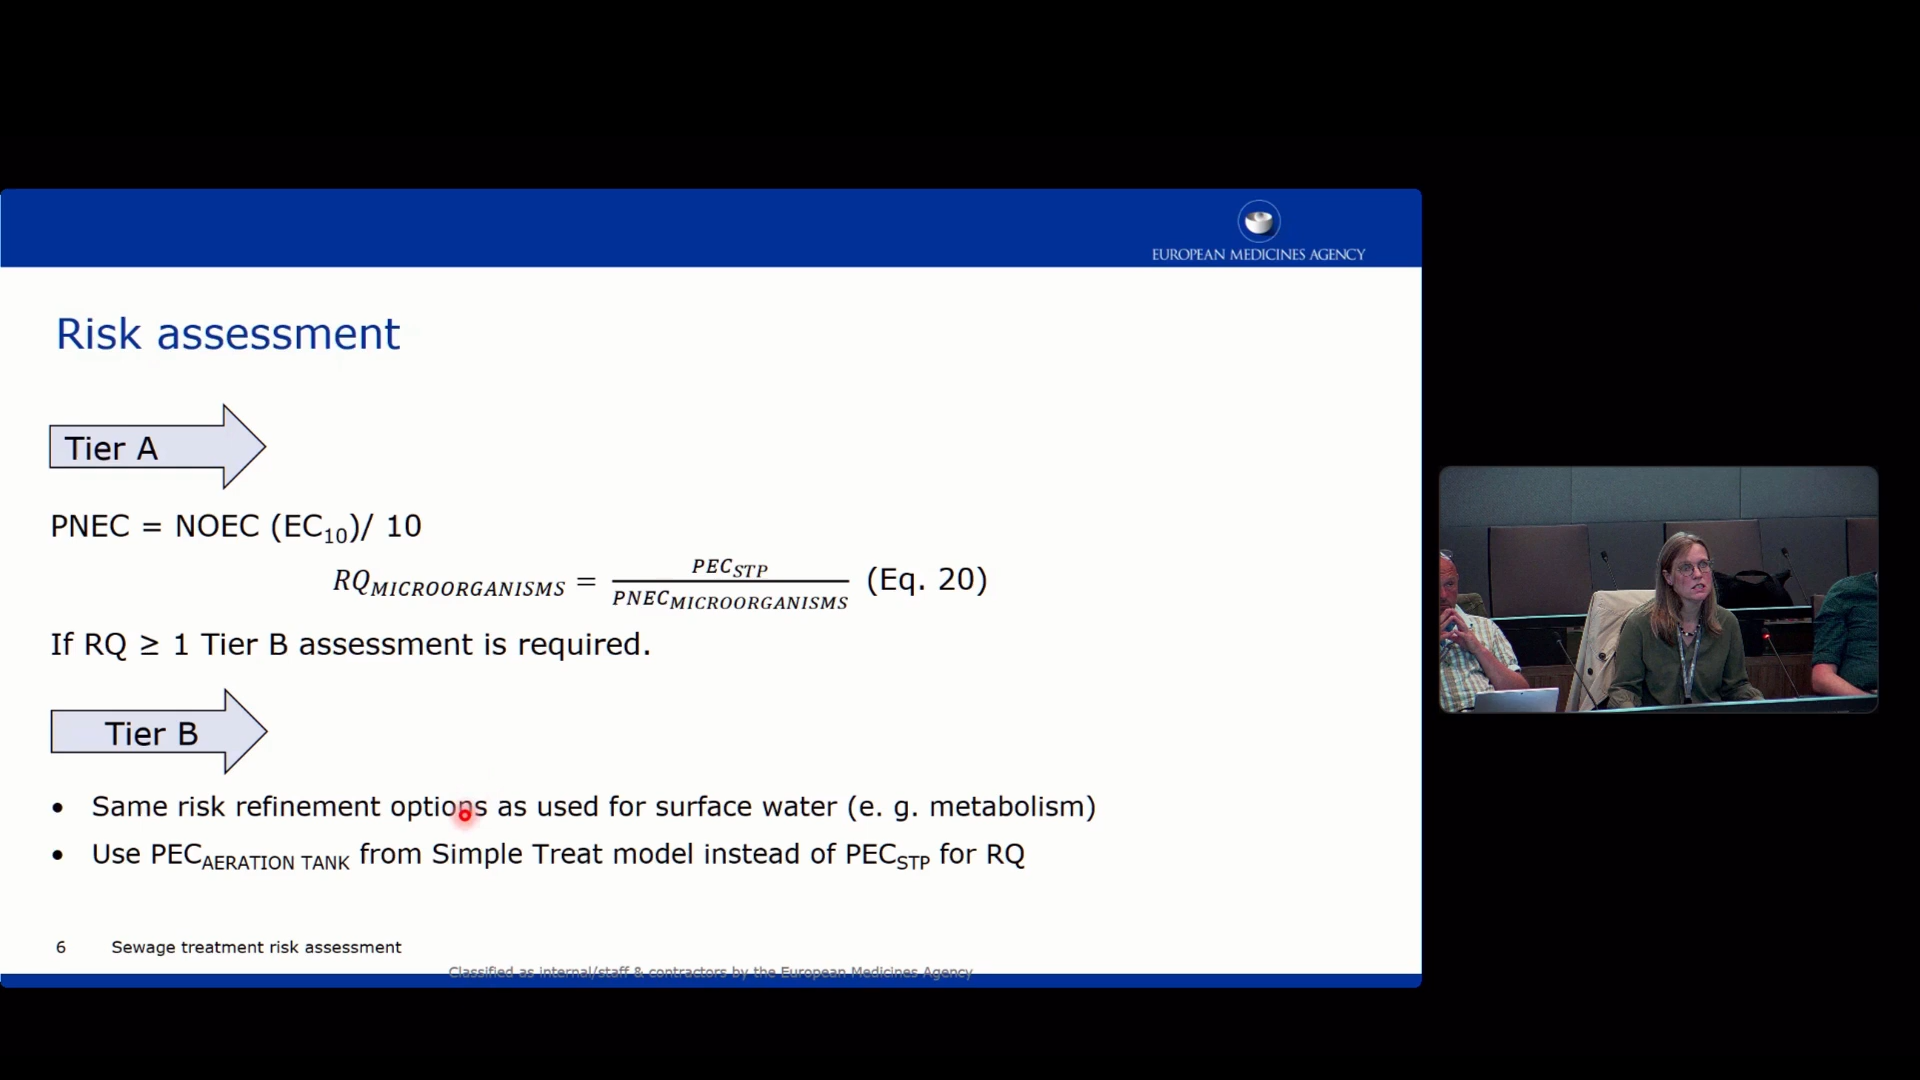 EUROPEAN MEDICINES AGENCY
Risk assessment
Tier A
PNEC = NOEC (EC10)/ 10
RQMICROORGANISMS = PECSTP / PNECMICROORGANISMS (Eq. 20)
If RQ ≥ 1 Tier B assessment is required.
Tier B
• Same risk refinement options as used for surface water (e. g. metabolism)
• Use PECAERATION TANK from Simple Treat model instead of PECSTP for RQ
6 Sewage treatment risk assessment
Classified as internal/staff & contractors by the European Medicines Agency